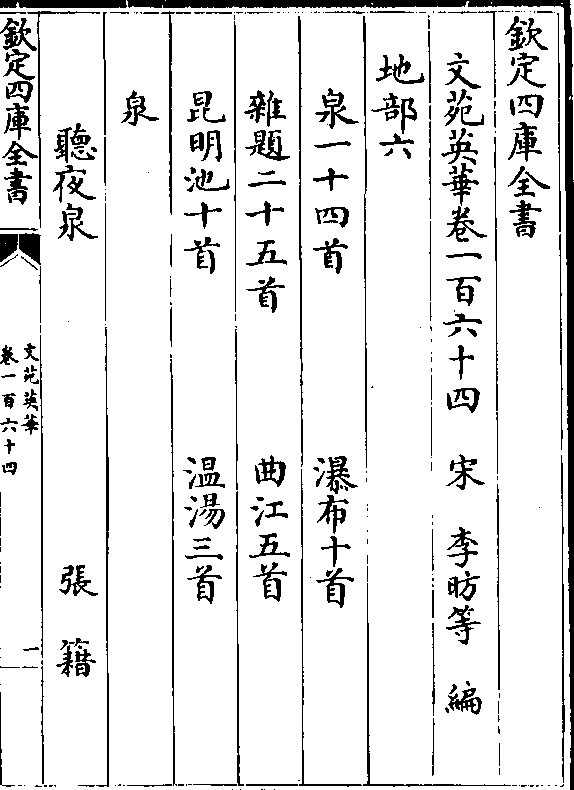 欽定四庫全書
文苑英華卷一百六十四 宋 李昉等 編
地部六
泉一十四首 瀑布十首
雜題二十五首 曲江五首
昆明池十首 温湯三首
泉
聽夜泉 張籍
欽定四庫全書
文苑英華
卷一百六十四
一